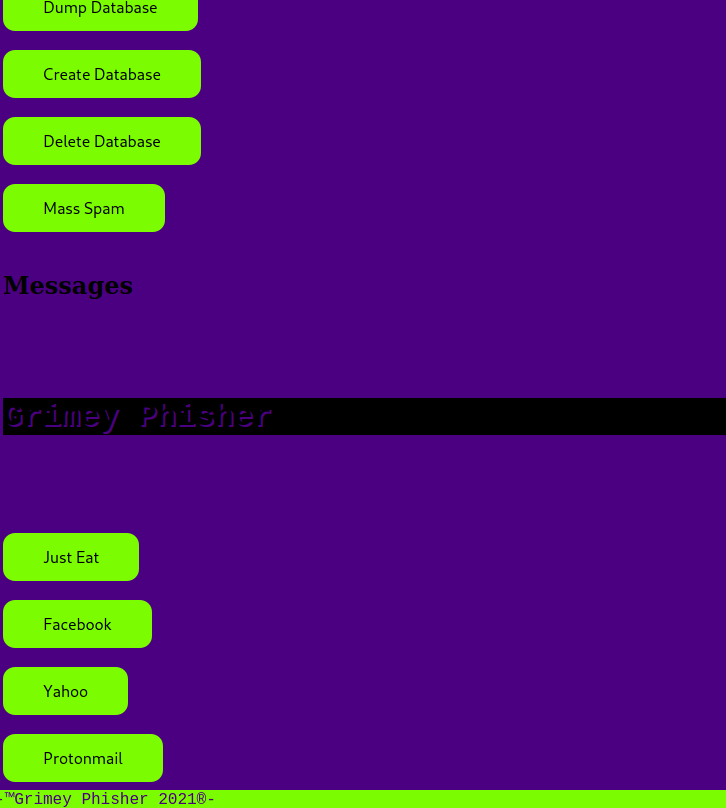 Dump Database
Create Database
Delete Database
Mass Spam
Messages
Grimey Phisher
Just Eat
Facebook
Yahoo
Protonmail
-™Grimey Phisher 2021®-